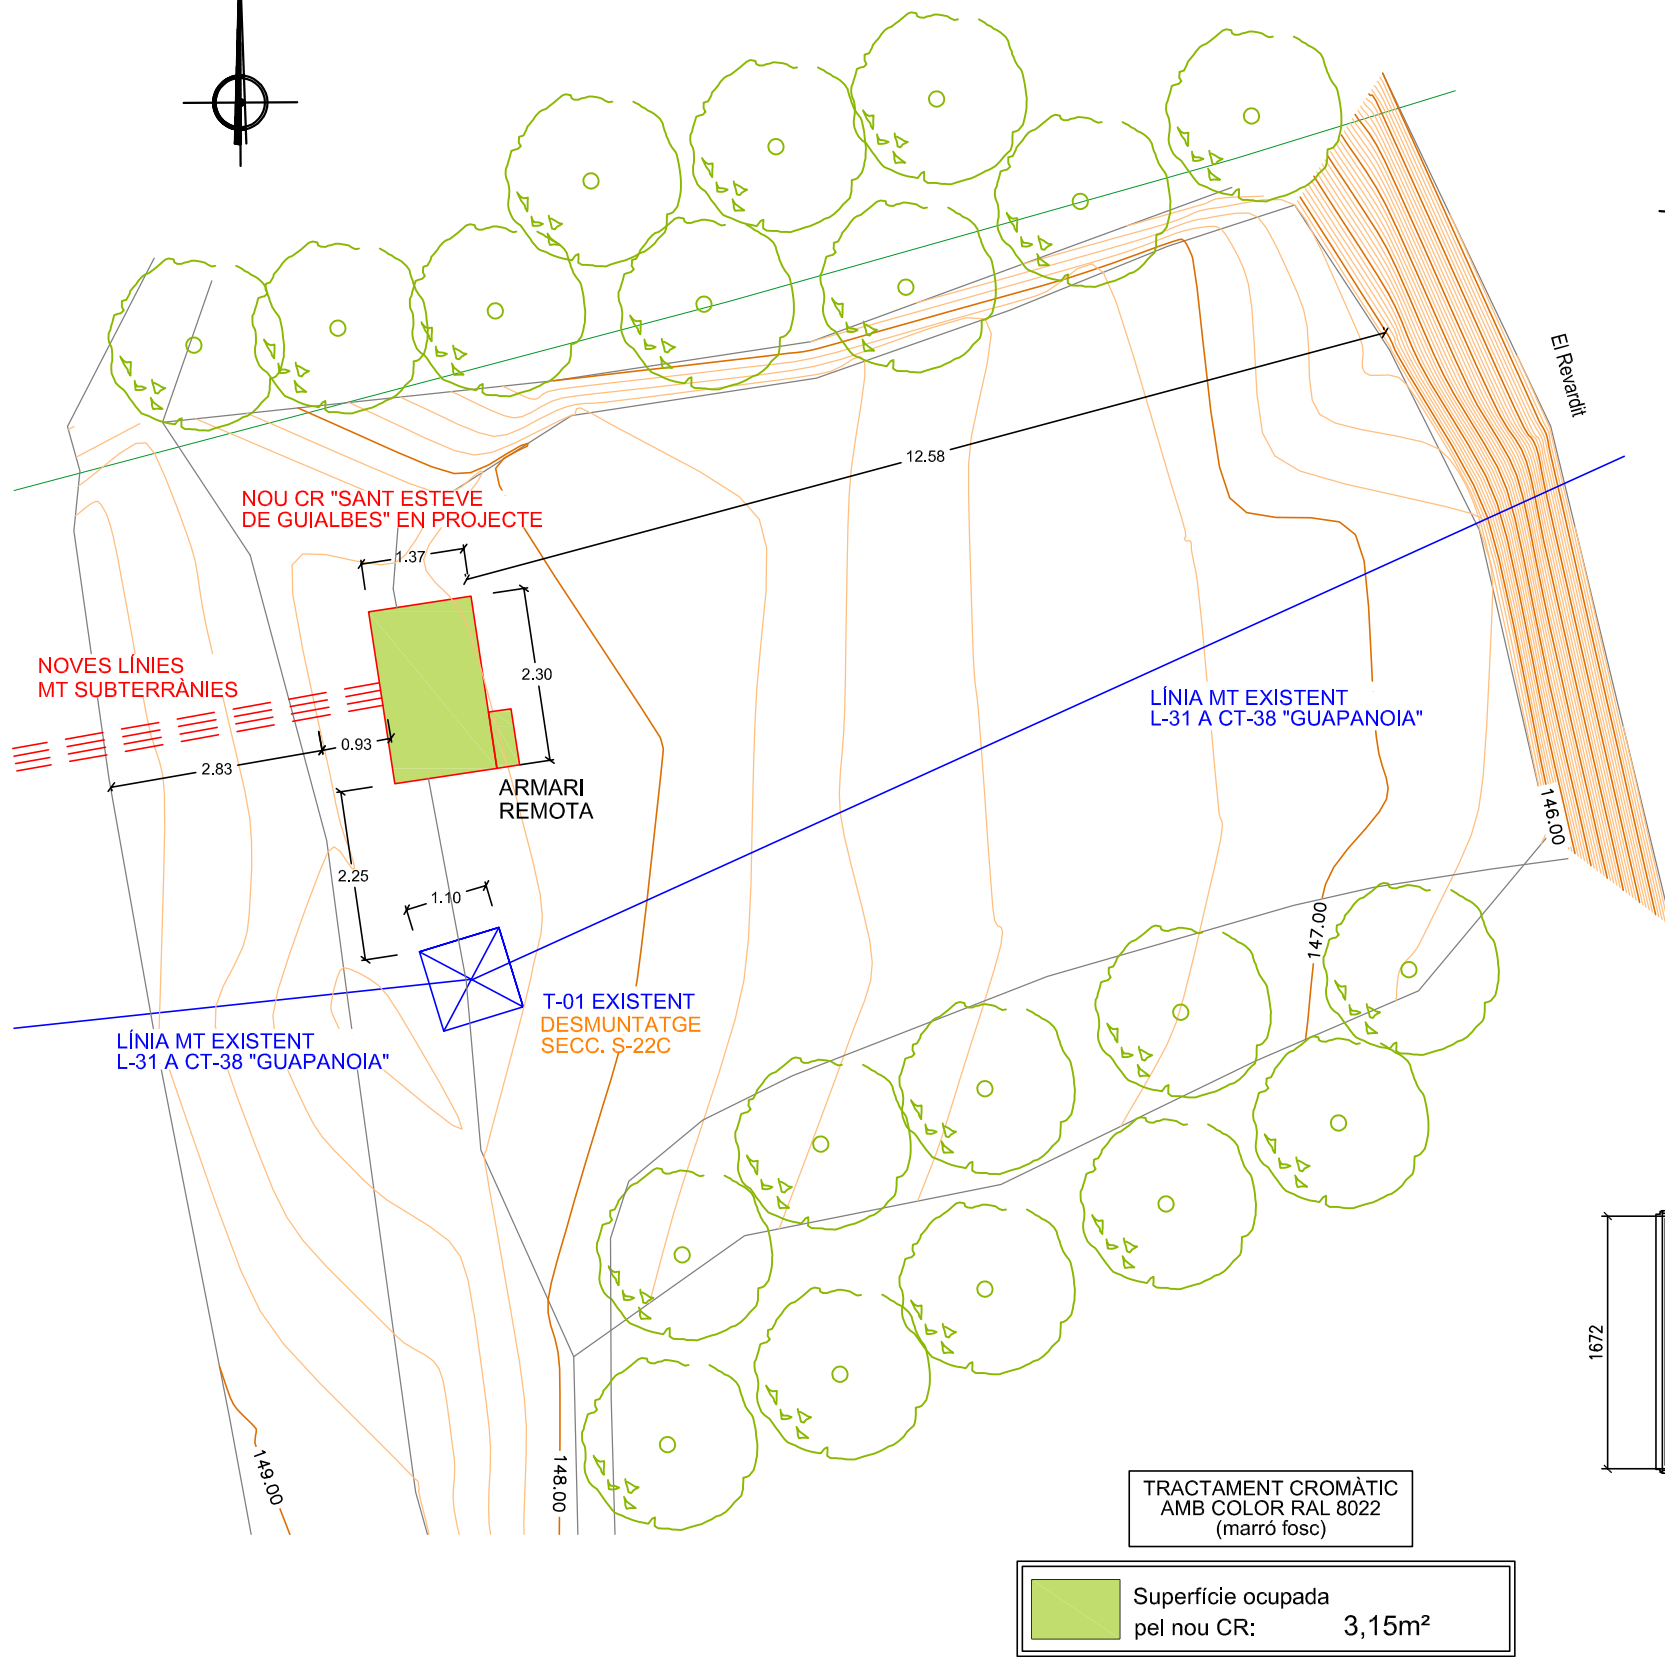 El Revardit
12.58
NOU CR "SANT ESTEVE
DE GUIALBES" EN PROJECTE
1.37
2.30
NOVES LÍNIES
MT SUBTERRÀNIES
0.93
2.83
LÍNIA MT EXISTENT
L-31 A CT-38 "GUAPANOIA"
ARMARI
REMOTA
146.00
2.25
1.10
147.00
T-01 EXISTENT
DESMUNTATGE
SECC. S-22C
LÍNIA MT EXISTENT
L-31 A CT-38 "GUAPANOIA"
1672
149.00
148.00
TRACTAMENT CROMÀTIC
AMB COLOR RAL 8022
(marró fosc)
Superfície ocupada
pel nou CR: 3,15m²